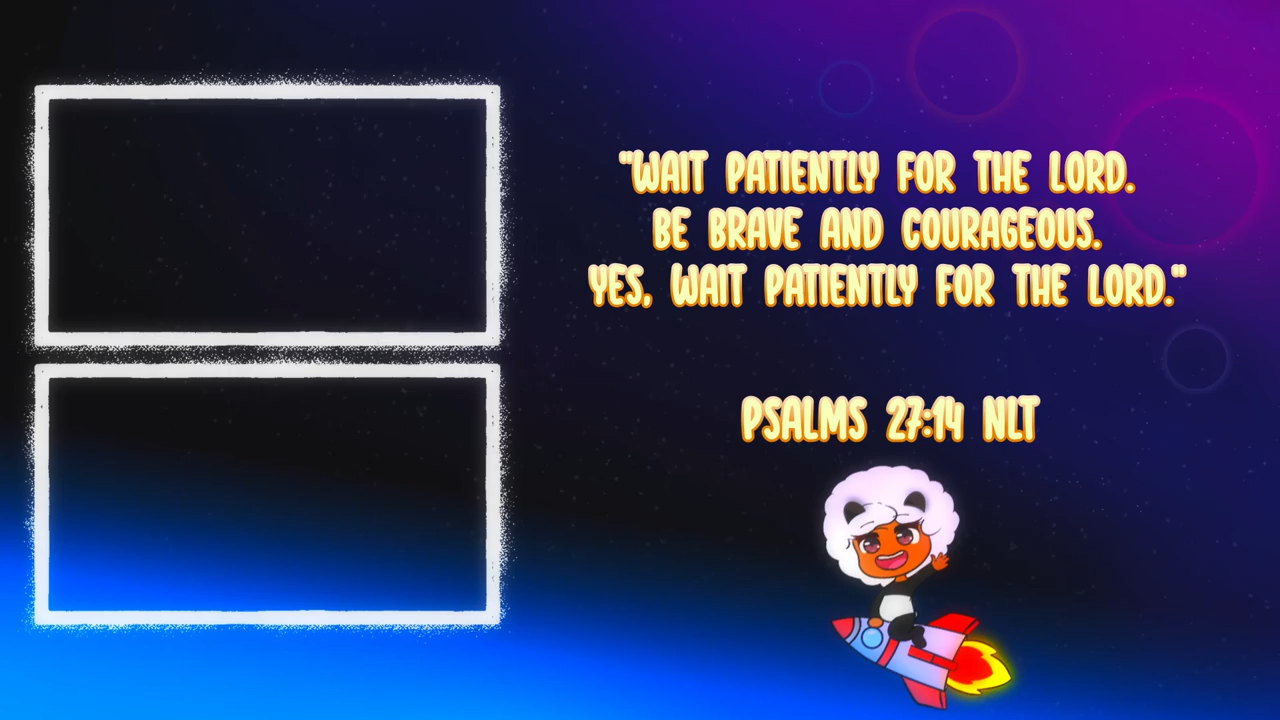 "WAIT PATIENTLY FOR THE LORD.
BE BRAVE AND COURAGEOUS.
YES, WAIT PATIENTLY FOR THE LORD."
PSALMS 27:14 NLT